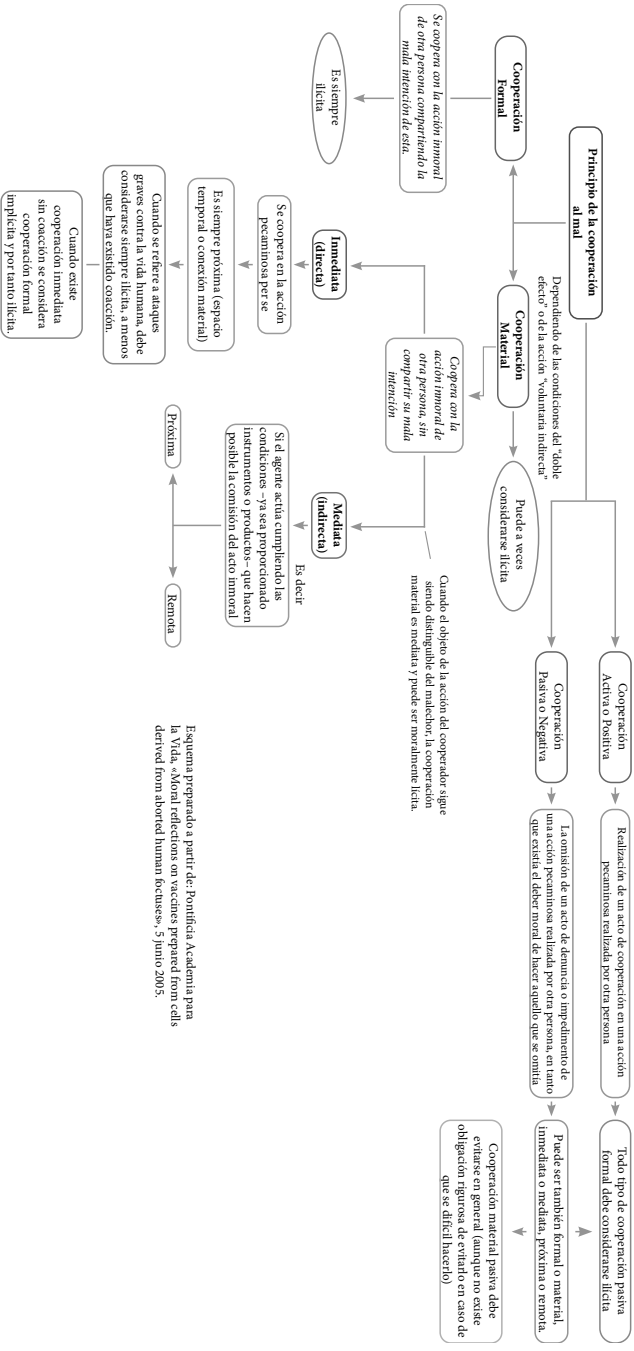 Principio de la cooperación
al mal
Cooperación
Formal
Se coopera con la acción inmoral
de otra persona compartiendo la
mala intención de esta.
Es siempre
ilícita
Dependiendo de las condiciones del "doble
efecto" o de la acción "voluntaria indirecta"
Cooperación
Material
Puede a veces
considerarse ilícita
Coopera con la
acción inmoral de
otra persona, sin
compartir su mala
intención
Inmediata
(directa)
Se coopera en la acción
pecaminosa per se
Es siempre próxima (espacio
temporal o conexión material)
Cuando se refiere a ataques
graves contra la vida humana, debe
considerarse siempre ilícita, a menos
que haya existido coacción.
Cuando existe
cooperación inmediata
sin coacción se considera
cooperación formal
implícita y por tanto ilícita.
Cuando el objeto de la acción del cooperador sigue
siendo distinguible del malechor, la cooperación
material es mediata y puede ser moralmente lícita.
Mediata
(indirecta)
Es decir
Si el agente actúa cumpliendo las
condiciones –ya sea proporcionado
instrumentos o productos– que hacen
posible la comisión del acto inmoral
Próxima
Remota
Cooperación
Activa o Positiva
Realización de un acto de cooperación en una acción
pecaminosa realizada por otra persona
Cooperación
Pasiva o Negativa
La omisión de un acto de denuncia o impedimento de
una acción pecaminosa realizada por otra persona, en tanto
que existía el deber moral de hacer aquello que se omitía
Todo tipo de cooperación pasiva
formal debe considerarse ilícita
Puede ser también formal o material,
inmediata o mediata, próxima o remota.
Cooperación material pasiva debe
evitarse en general (aunque no existe
obligación rigurosa de evitarlo en caso de
que se difícil hacerlo)
Esquema preparado a partir de: Pontificia Academia para
la Vida, «Moral reflections on vaccines prepared from cells
derived from aborted human foctuses», 5 junio 2005.